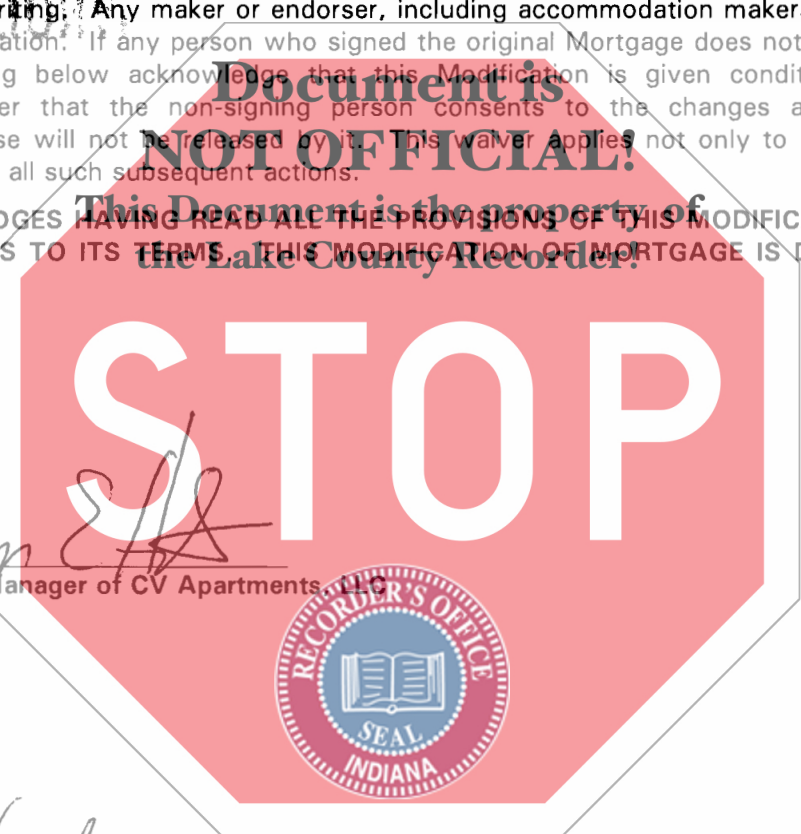 riting. Any maker or endorser, including accommodation maker
ation. If any person who signed the original Mortgage does not
g below acknowledge that this Modification is given condit
er that the non-signing person consents to the changes a
se will not be released by it. This waiver applies not only to
all such subsequent actions.
Document is
NOT OFFICIAL!
This Document is the property of
the Lake County Recorder!
DGES HAVING READ ALL THE PROVISIONS OF THIS MODIFIC
S TO ITS TERMS. THIS MODIFICATION OF MORTGAGE IS D
STOP
Manager of CV Apartments, LLC
RECORDER'S OFFICE
SEAL
INDIANA